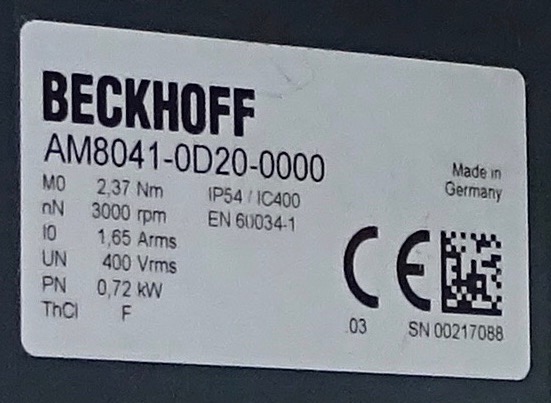 BECKHOFF
AM8041-0D20-0000
M0 2,37 Nm IP54 / IC400
nN 3000 rpm EN 60034-1
I0 1,65 Arms
UN 400 Vrms
PN 0,72 kW
ThCl F
Made in
Germany
CE
.03 SN 00217088